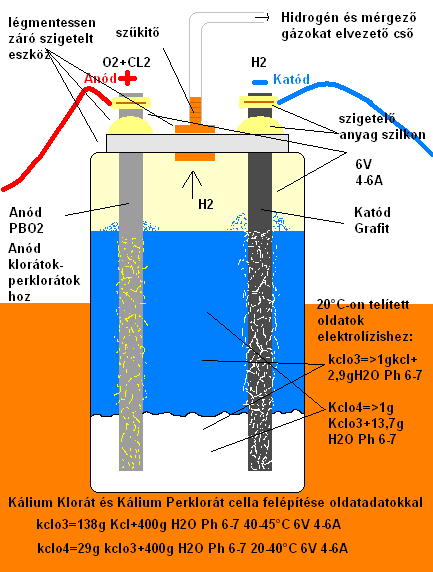 légmentessen
záró szigetelt
eszköz
szükitő
Hidrogén és mérgező
gázokat elvezető cső
O2+CL2
Anód
H2
Katód
szigetelő
anyag szilkon
6V
4-6A
H2
Anód
PBO2
Anód
klorátok-
perklorátok
hoz
Katód
Grafit
20°C-on telített
oldatok
elektrolízishez:
kclo3=>1gkcl+
2,9gH2O Ph 6-7
Kclo4=>1g
Kclo3+13,7g
H2O Ph 6-7
Kálium Klorát és Kálium Perklorát cella felépítése oldatadatokkal
kclo3=138g Kcl+400g H2O Ph 6-7 40-45°C 6V 4-6A
kclo4=29g kclo3+400g H2O Ph 6-7 20-40°C 6V 4-6A